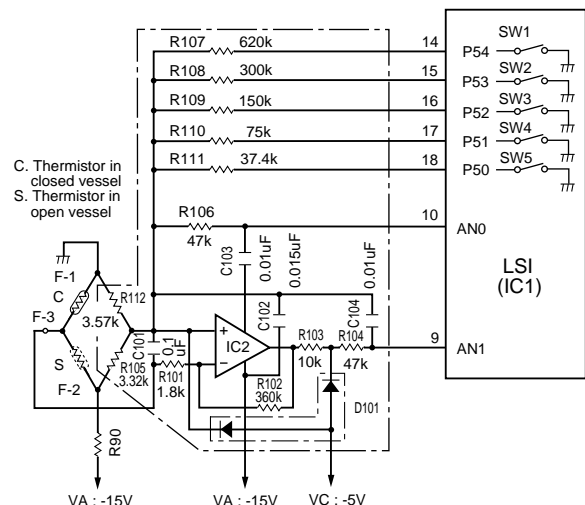 SW1
R107 620k 14 P54
SW2
R108 300k 15 P53
SW3
R109 150k 16 P52
SW4
R110 75k 17 P51
SW5
R111 37.4k 18 P50
C. Thermistor in
closed vessel
S. Thermistor in
open vessel
R106
47k
10 AN0
C103
0.01uF
0.015uF
0.01uF
LSI
(IC1)
F-1
C
R112
F-3
3.57k
C102
C104
+
IC2
−
C101
0.1
uF
R103
10k
R104
47k
9 AN1
S
R105
3.32k
R101
1.8k
R102
360k
F-2
D101
R90
VA : -15V
VA : -15V
VC : -5V